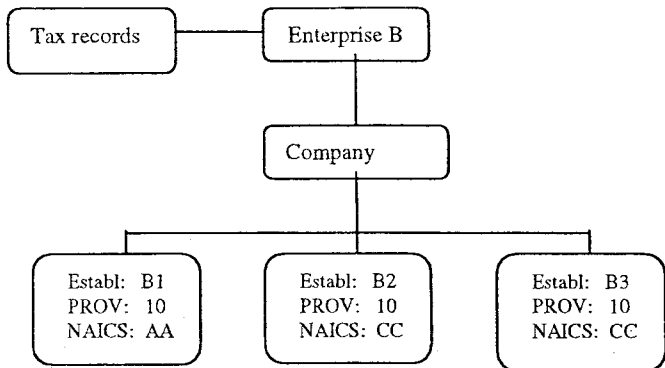 Tax records
Enterprise B
Company
Establ: B1
PROV: 10
NAICS: AA
Establ: B2
PROV: 10
NAICS: CC
Establ: B3
PROV: 10
NAICS: CC